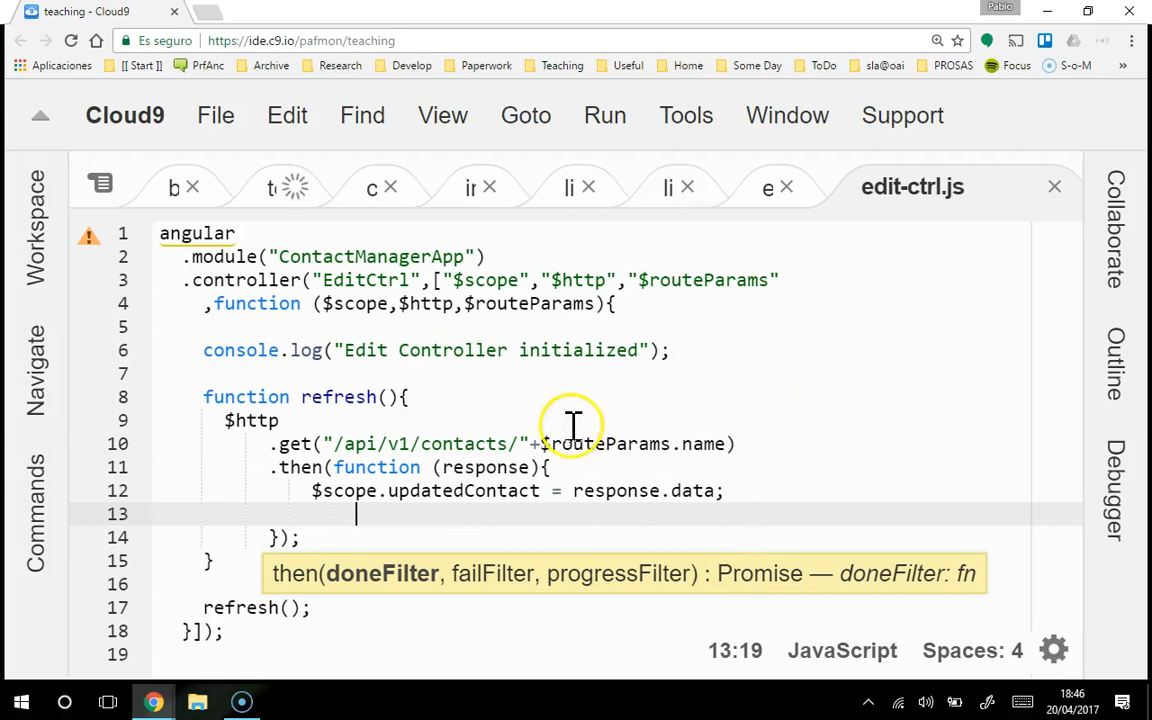 teaching - Cloud9
Pablo
Es seguro
https://ide.c9.io/pafmon/teaching
Aplicaciones
[[ Start ]]
PrfAnc
Archive
Research
Develop
Paperwork
Teaching
Useful
Home
Some Day
ToDo
sla@oai
PROSAS
Focus
S-o-M
»
Cloud9 File Edit Find View Goto Run Tools Window Support
b
t
c
in
li
li
e
edit-ctrl.js
Workspace
Navigate
Commands
Collaborate
Outline
Debugger
1 angular
2 .module("ContactManagerApp")
3 .controller("EditCtrl",["$scope","$http","$routeParams"
4 ,function ($scope,$http,$routeParams){
5
6 console.log("Edit Controller initialized");
7
8 function refresh(){
9 $http
10 .get("/api/v1/contacts/"+$routeParams.name)
11 .then(function (response){
12 $scope.updatedContact = response.data;
13
14 });
15 }
then(doneFilter, failFilter, progressFilter) : Promise — doneFilter: fn
16
17 refresh();
18 }]);
19
13:19 JavaScript Spaces: 4
18:46
20/04/2017